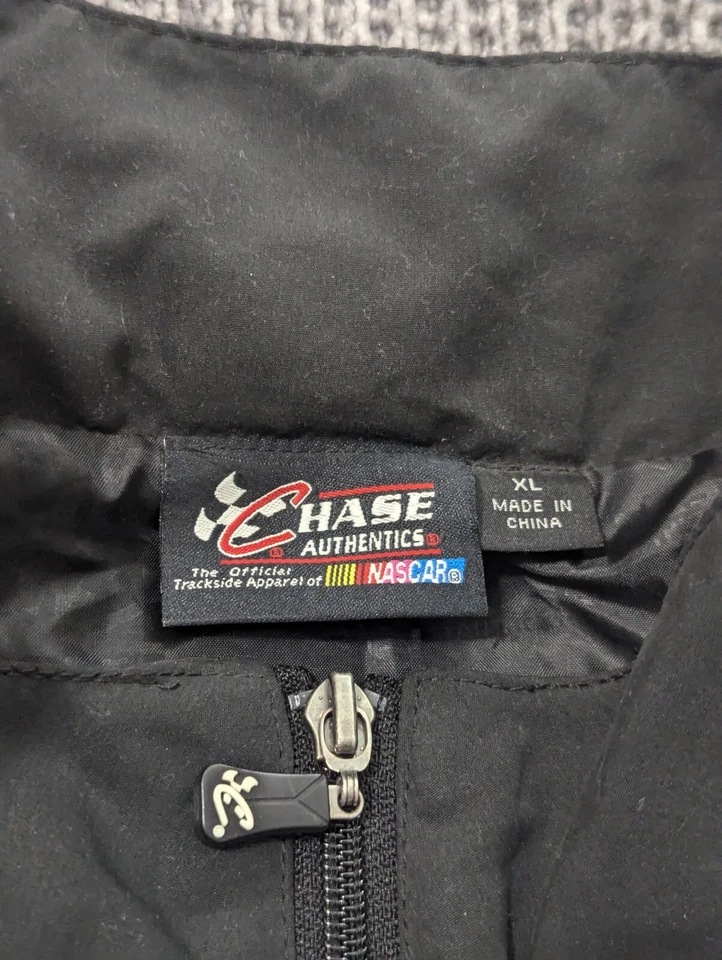 CHASE
AUTHENTICS®
The Official
Trackside Apparel of NASCAR®
XL
MADE IN
CHINA